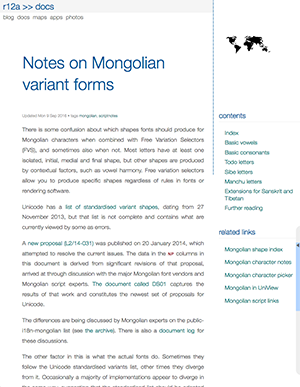 r12a >> docs
blog docs maps apps photos
Notes on Mongolian
variant forms
Updated Mon 9 Sep 2016 • tags mongolian, scriptnotes
There is some confusion about which shapes fonts should produce for
Mongolian characters when combined with Free Variation Selectors
(FVS), and sometimes also when not. Most letters have at least one
isolated, initial, medial and final shape, but other shapes are produced
by contextual factors, such as vowel harmony. Free variation selectors
allow you to produce specific shapes regardless of rules in fonts or
rendering software.
Unicode has a list of standardised variant shapes, dating from 27
November 2013, but that list is not complete and contains what are
currently viewed by some as errors.
A new proposal (L2/14-031) was published on 20 January 2014, which
attempted to resolve the current issues. The data in the columns in
this document is derived from significant revisions of that proposal,
arrived at through discussion with the major Mongolian font vendors and
Mongolian script experts. The document called DS01 captures the
results of that work and constitutes the newest set of proposals for
Unicode.
The differences are being discussed by Mongolian experts on the public-
i18n-mongolian list (see the archive). There is also a document log for
these discussions.
The other factor in this is what the actual fonts do. Sometimes they
follow the Unicode standardised variants list, other times they diverge
from it. Occasionally a majority of implementations appear to diverge in
contents
Index
Basic vowels
Basic consonants
Todo letters
Sibe letters
Manchu letters
Extensions for Sanskrit and
Tibetan
Further reading
related links
Mongolian shape index
Mongolian character notes
Mongolian character picker
Mongolian in UniView
Mongolian script links